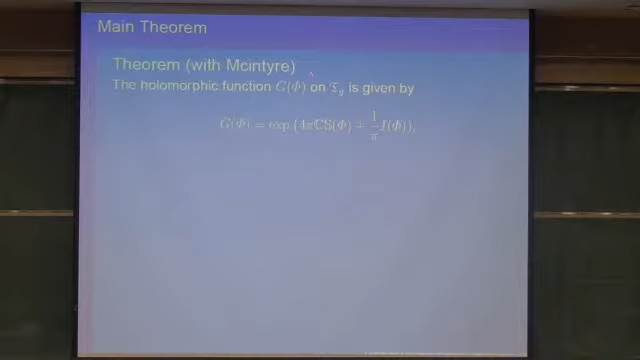 Main Theorem
Theorem (with Mcintyre)
The holomorphic function G(Φ) on 𝔖_g is given by
G(Φ) = exp (4πℂ𝕊(Φ) + 1/π I(Φ)),